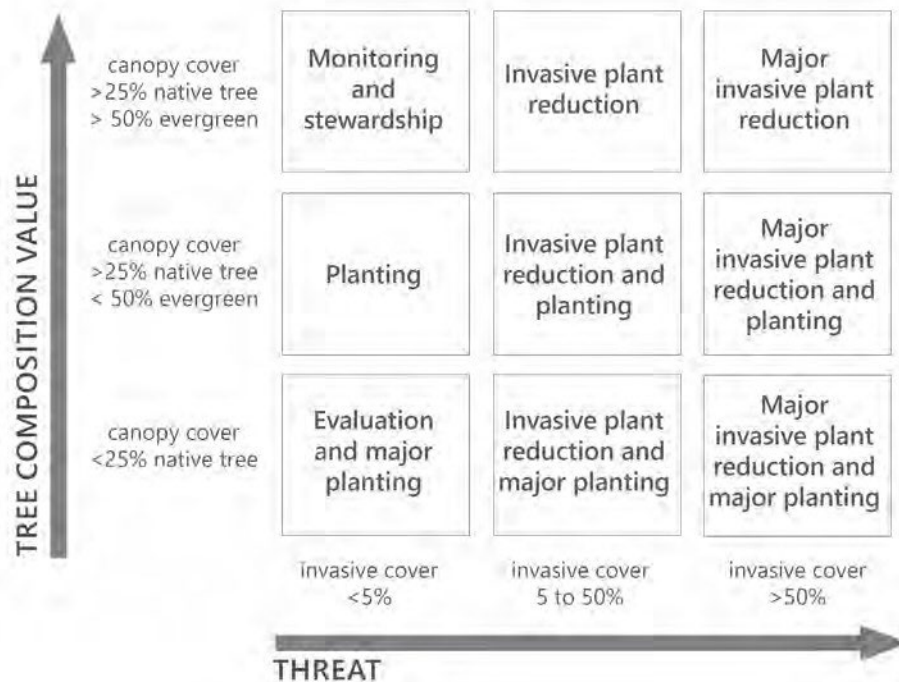 TREE COMPOSITION VALUE
canopy cover
>25% native tree
> 50% evergreen
Monitoring
and
stewardship
Invasive plant
reduction
Major
invasive plant
reduction
canopy cover
>25% native tree
< 50% evergreen
Planting
Invasive plant
reduction and
planting
Major
invasive plant
reduction and
planting
canopy cover
<25% native tree
Evaluation
and major
planting
Invasive plant
reduction and
major planting
Major
invasive plant
reduction and
major planting
invasive cover
<5%
invasive cover
5 to 50%
invasive cover
>50%
THREAT